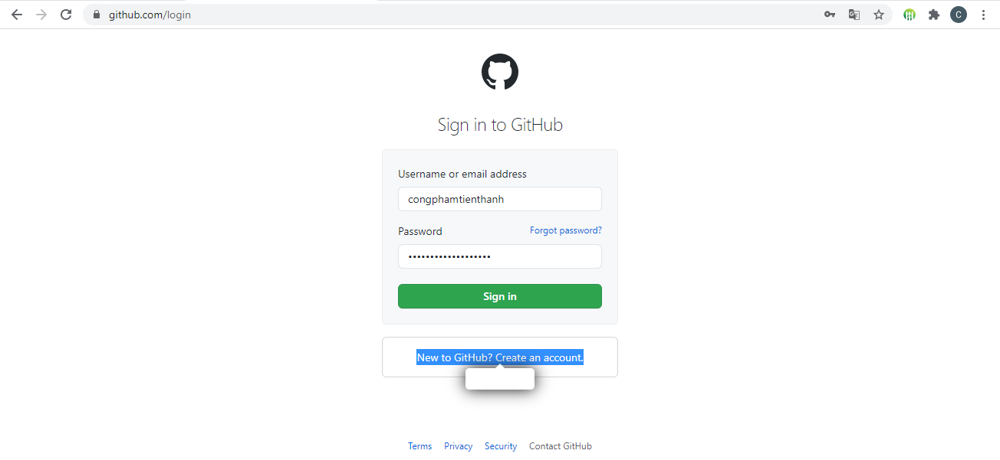 github.com/login
C
Sign in to GitHub
Username or email address
congphamtienthanh
Password Forgot password?
•••••••••••••••••••
Sign in
New to GitHub? Create an account.
Terms Privacy Security Contact GitHub